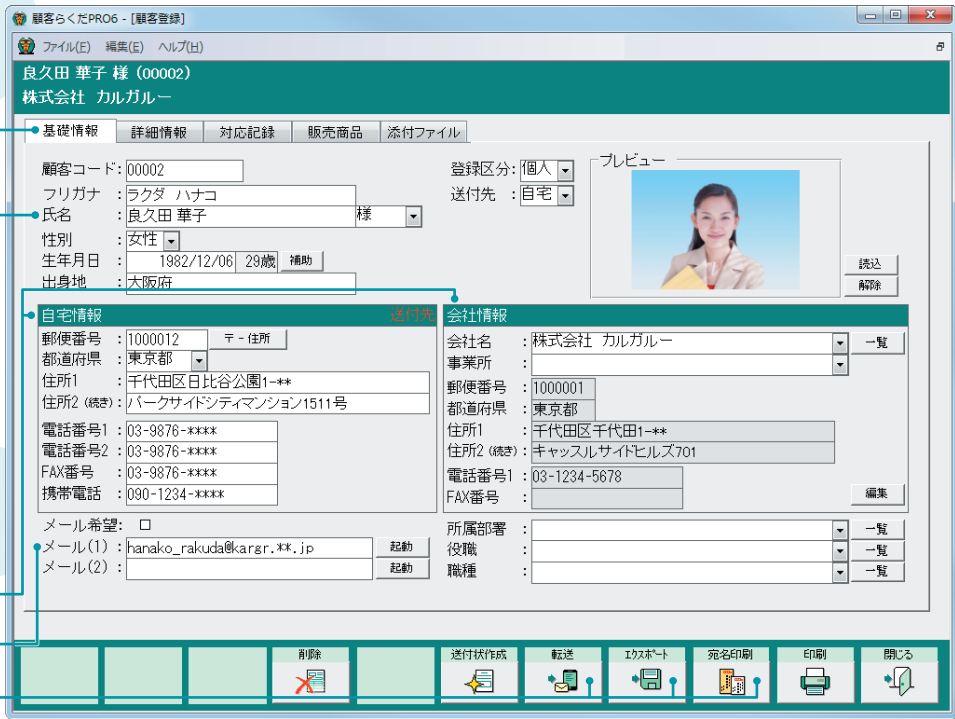 顧客らくだPRO6 - [顧客登録]
ファイル(F) 編集(E) ヘルプ(H)
良久田 華子 様 (00002)
株式会社 カルガルー
基礎情報 詳細情報 対応記録 販売商品 添付ファイル
顧客コード: 00002 登録区分: 個人 プレビュー
フリガナ : ラクダ ハナコ 送付先 : 自宅
氏名 : 良久田 華子 様
性別 : 女性
生年月日 : 1982/12/06 29歳 補助 読込
出身地 : 大阪府 解除
自宅情報 送付先
郵便番号 : 1000012 〒 - 住所
都道府県 : 東京都
住所1 : 千代田区日比谷公園1-**
住所2 (続き) : パークサイドシティマンション1511号
電話番号1 : 03-9876-****
電話番号2 : 03-9876-****
FAX番号 : 03-9876-****
携帯電話 : 090-1234-****
会社情報
会社名 : 株式会社 カルガルー 一覧
事業所 :
郵便番号 : 1000001
都道府県 : 東京都
住所1 : 千代田区千代田1-**
住所2 (続き) : キャッスルサイドヒルズ701
電話番号1 : 03-1234-5678
FAX番号 : 編集
メール希望:
メール(1) : hanako_rakuda@kargr.**.jp 起動
メール(2) : 起動
所属部署 : 一覧
役職 : 一覧
職種 : 一覧
削除 送付状作成 転送 エクスポート 宛名印刷 印刷 閉じる